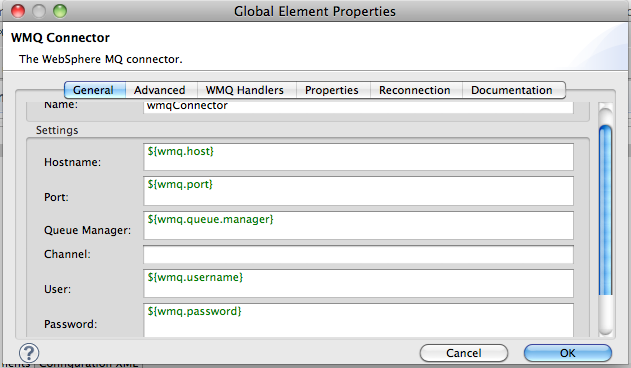 Global Element Properties
WMQ Connector
The WebSphere MQ connector.
General Advanced WMQ Handlers Properties Reconnection Documentation
Name: wmqConnector
Settings
Hostname: ${wmq.host}
Port: ${wmq.port}
Queue Manager: ${wmq.queue.manager}
Channel:
User: ${wmq.username}
Password: ${wmq.password}
? Cancel OK
Configuration XML